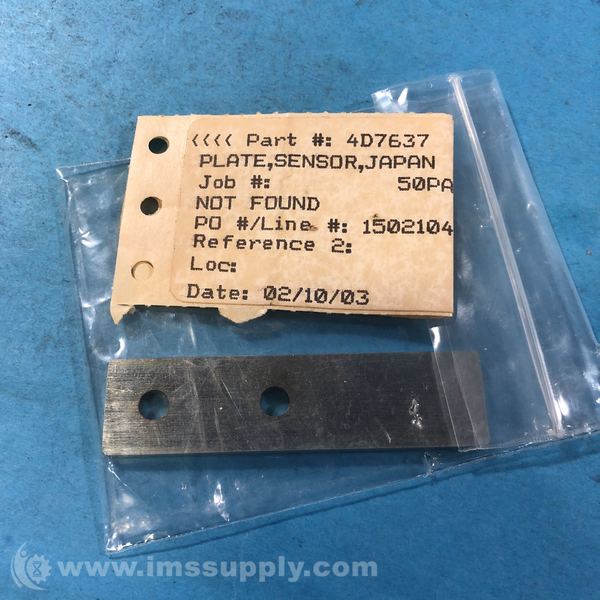 <<<< Part #: 4D7637
PLATE,SENSOR,JAPAN
Job #: 50PA
NOT FOUND
PO #/Line #: 1502104
Reference 2:
Loc:
Date: 02/10/03
www.imssupply.com